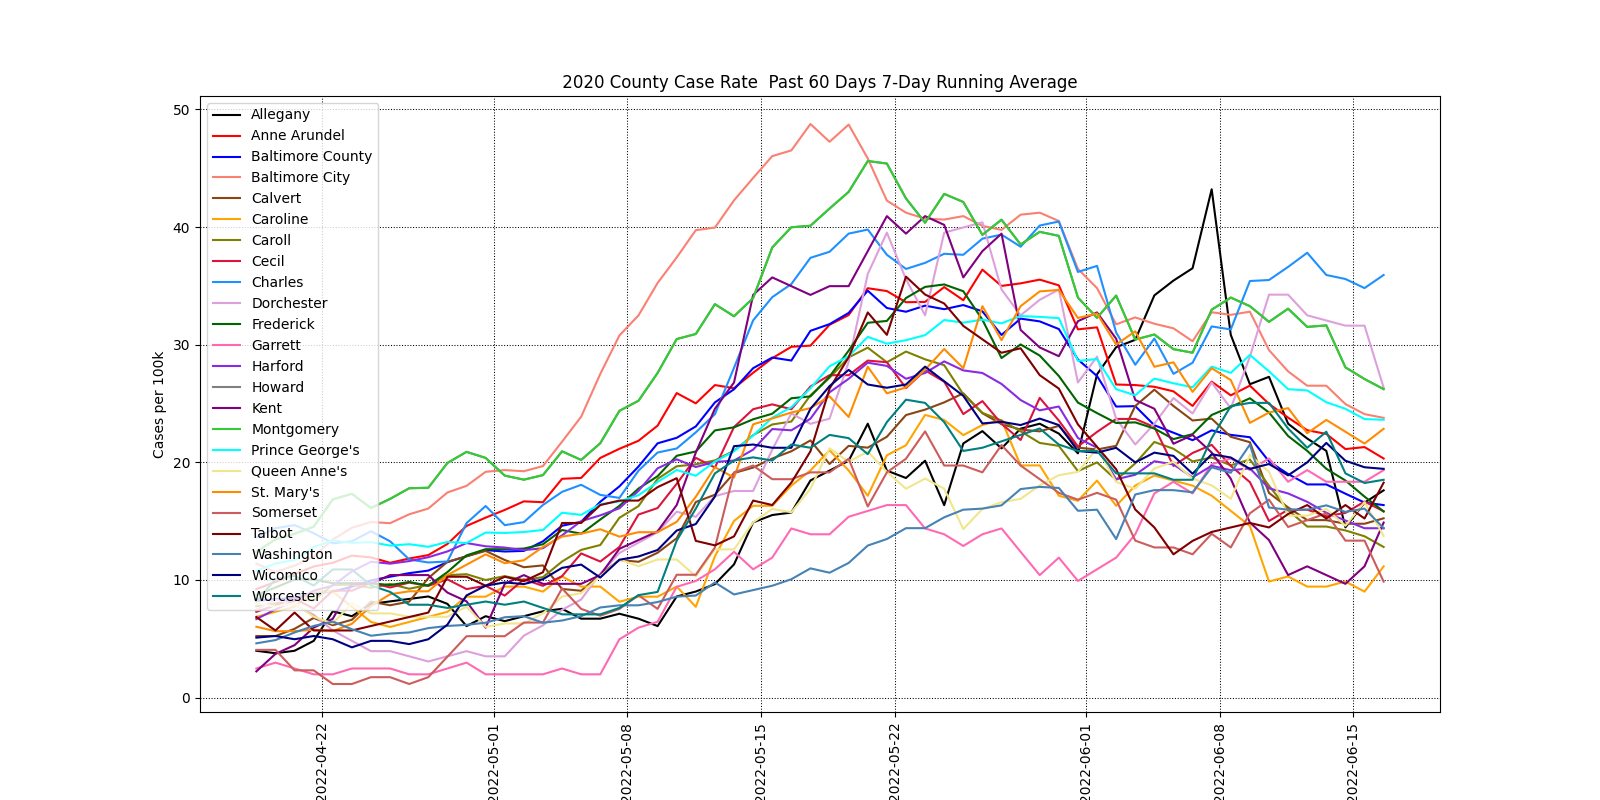 2020 County Case Rate  Past 60 Days 7-Day Running Average
Cases per 100k
50
40
30
20
10
0
Allegany
Anne Arundel
Baltimore County
Baltimore City
Calvert
Caroline
Caroll
Cecil
Charles
Dorchester
Frederick
Garrett
Harford
Howard
Kent
Montgomery
Prince George's
Queen Anne's
St. Mary's
Somerset
Talbot
Washington
Wicomico
Worcester
2022-04-22
2022-05-01
2022-05-08
2022-05-15
2022-05-22
2022-06-01
2022-06-08
2022-06-15